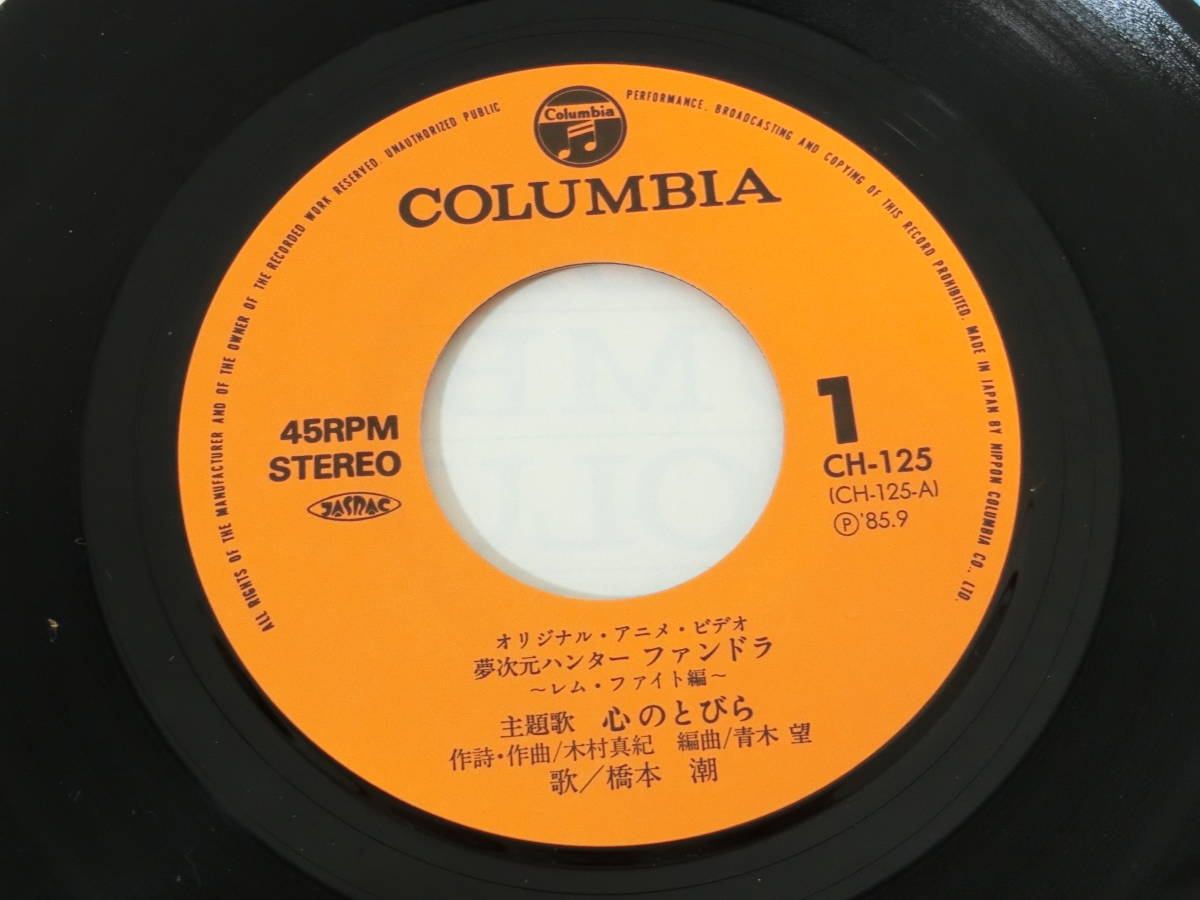 Columbia
COLUMBIA
ALL RIGHTS OF THE MANUFACTURER AND OF THE OWNER OF THE RECORDED WORK RESERVED. UNAUTHORIZED PUBLIC PERFORMANCE, BROADCASTING AND COPYING OF THIS RECORD PROHIBITED. MADE IN JAPAN BY NIPPON COLUMBIA CO., LTD.
45RPM
STEREO
JASRAC
1
CH-125
(CH-125-A)
Ⓟ'85.9
オリジナル・アニメ・ビデオ
夢次元ハンター ファンドラ
～レム・ファイト編～
主題歌 心のとびら
作詩・作曲/木村真紀 編曲/青木 望
歌/橋本 潮